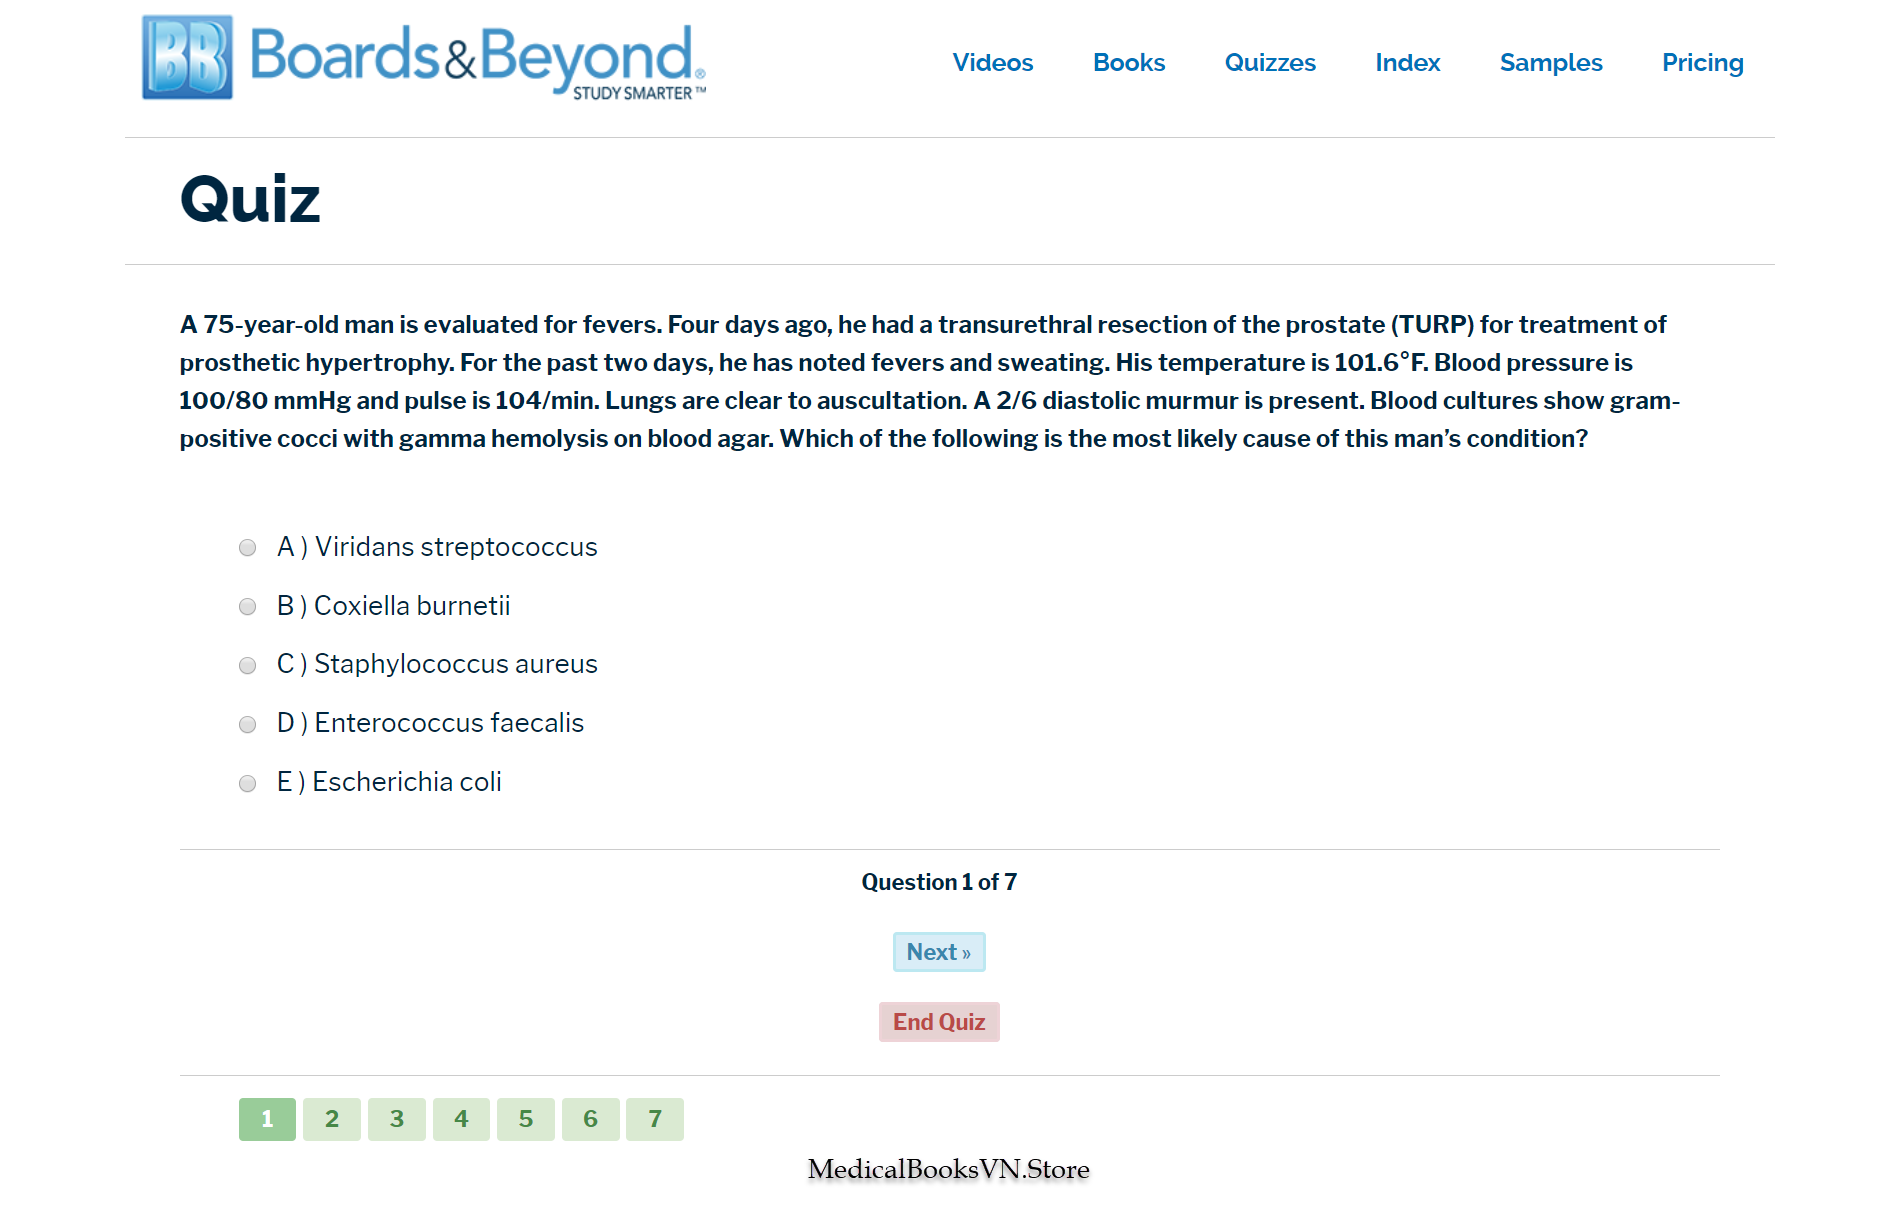 BB Boards&Beyond®
STUDY SMARTER™
Videos Books Quizzes Index Samples Pricing
Quiz
A 75-year-old man is evaluated for fevers. Four days ago, he had a transurethral resection of the prostate (TURP) for treatment of
prosthetic hypertrophy. For the past two days, he has noted fevers and sweating. His temperature is 101.6°F. Blood pressure is
100/80 mmHg and pulse is 104/min. Lungs are clear to auscultation. A 2/6 diastolic murmur is present. Blood cultures show gram-
positive cocci with gamma hemolysis on blood agar. Which of the following is the most likely cause of this man’s condition?
A ) Viridans streptococcus
B ) Coxiella burnetii
C ) Staphylococcus aureus
D ) Enterococcus faecalis
E ) Escherichia coli
Question 1 of 7
Next »
End Quiz
1 2 3 4 5 6 7
MedicalBooksVN.Store